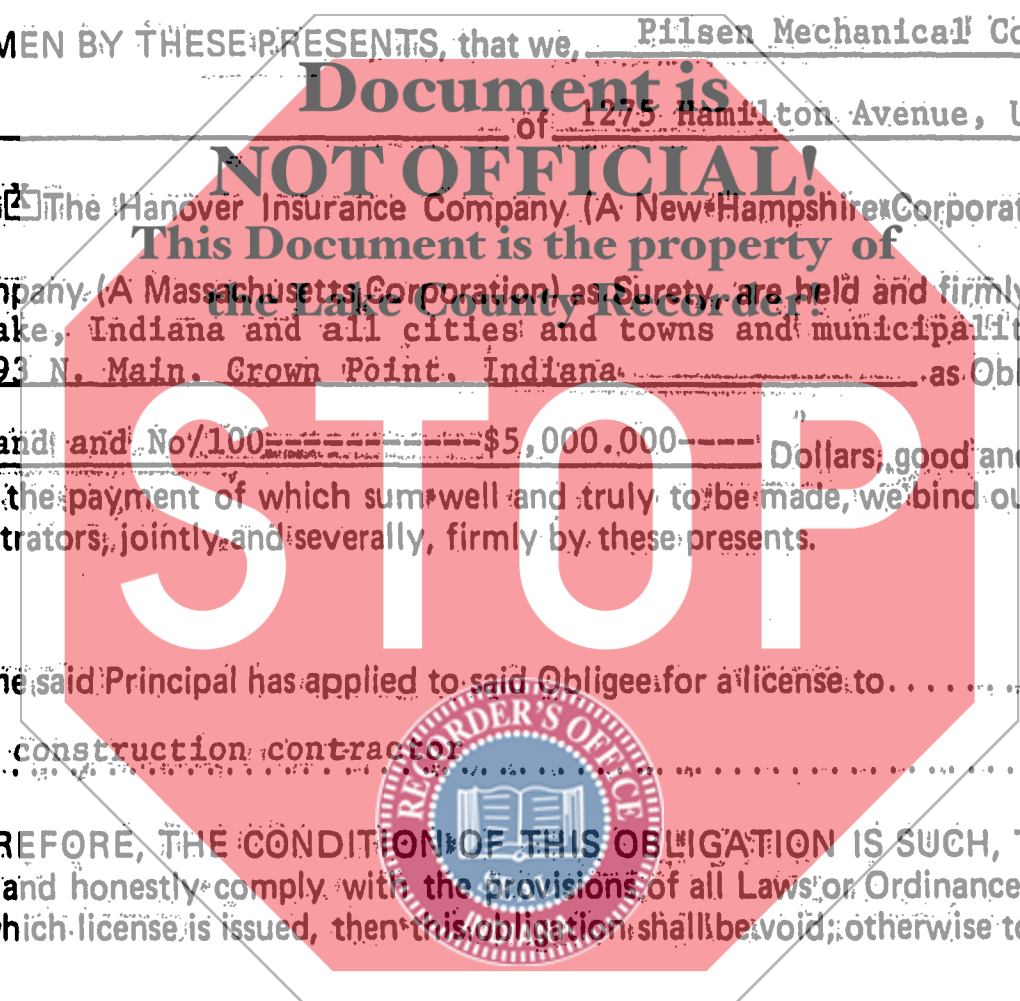 MEN BY THESE PRESENTS, that we, Pilsen Mechanical Co
Document is
of 1275 Hamilton Avenue, U
NOT OFFICIAL!
The Hanover Insurance Company (A New Hampshire Corporat
This Document is the property of
mpany (A Massachusetts Corporation) as Surety, are held and firmly
the Lake County Recorder!
ake, Indiana and all cities and towns and municipalit
93 N. Main, Crown Point, Indiana as Obl
STOP
and and No/100------------$5,000.000---- Dollars, good and
the payment of which sum well and truly to be made, we bind ou
trators, jointly and severally, firmly by these presents.
he said Principal has applied to said Obligee for a license to
RECORDER'S OFFICE
construction contractor
SEAL
INDIANA
REFORE, THE CONDITION OF THIS OBLIGATION IS SUCH, T
and honestly comply with the provisions of all Laws or Ordinance
hich license is issued, then this obligation shall be void; otherwise to